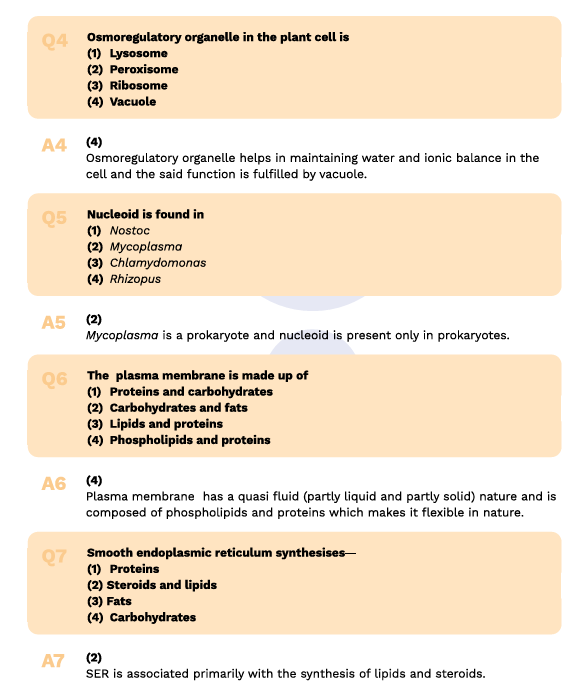 Q4 Osmoregulatory organelle in the plant cell is
(1) Lysosome
(2) Peroxisome
(3) Ribosome
(4) Vacuole
A4 (4)
Osmoregulatory organelle helps in maintaining water and ionic balance in the
cell and the said function is fulfilled by vacuole.
Q5 Nucleoid is found in
(1) Nostoc
(2) Mycoplasma
(3) Chlamydomonas
(4) Rhizopus
A5 (2)
Mycoplasma is a prokaryote and nucleoid is present only in prokaryotes.
Q6 The plasma membrane is made up of
(1) Proteins and carbohydrates
(2) Carbohydrates and fats
(3) Lipids and proteins
(4) Phospholipids and proteins
A6 (4)
Plasma membrane has a quasi fluid (partly liquid and partly solid) nature and is
composed of phospholipids and proteins which makes it flexible in nature.
Q7 Smooth endoplasmic reticulum synthesises—
(1) Proteins
(2) Steroids and lipids
(3) Fats
(4) Carbohydrates
A7 (2)
SER is associated primarily with the synthesis of lipids and steroids.